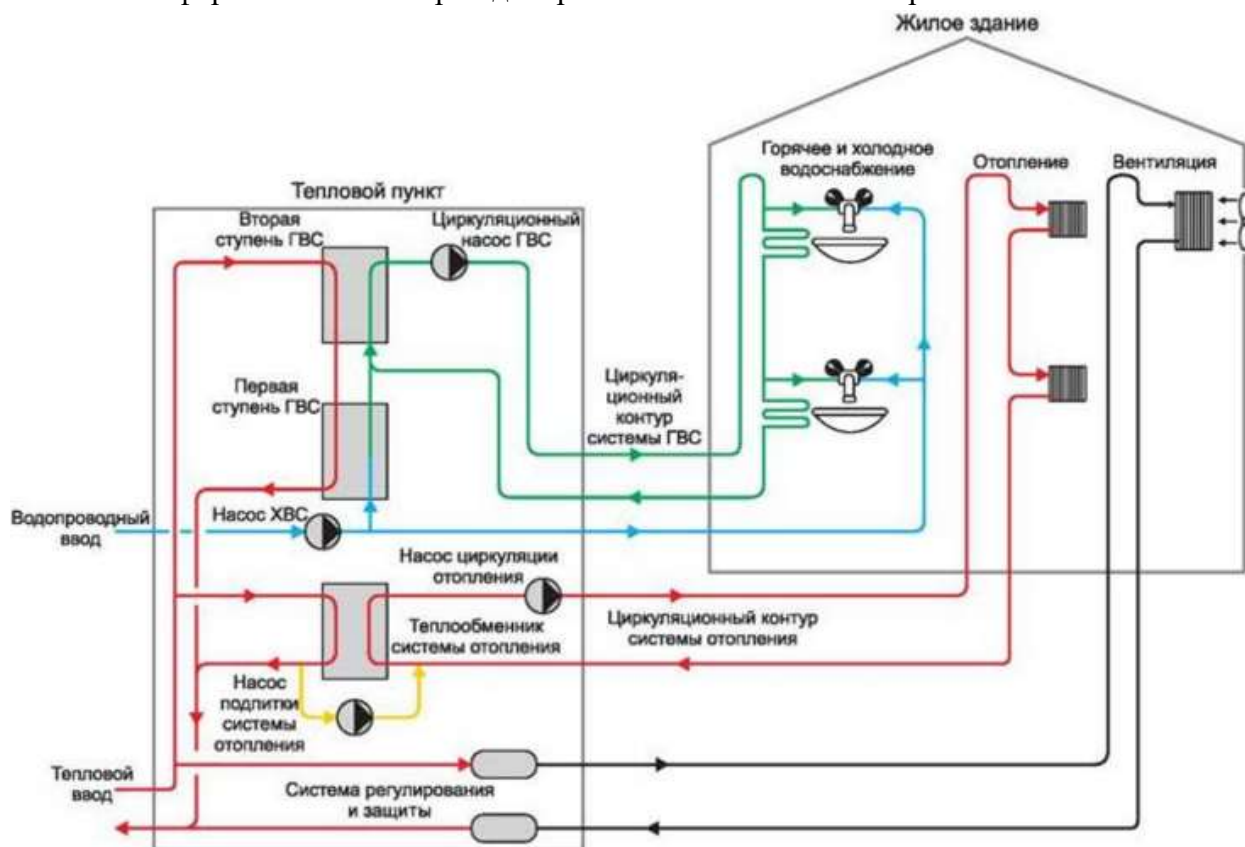 Жилое здание
Горячее и холодное
водоснабжение
Отопление
Вентиляция
Тепловой пункт
Вторая
ступень ГВС
Циркуляционный
насос ГВС
Первая
ступень ГВС
Циркуля-
ционный
контур
системы ГВС
Водопроводный
ввод
Насос ХВС
Насос циркуляции
отопления
Теплообменник
системы отопления
Циркуляционный контур
системы отопления
Насос
подпитки
системы
отопления
Тепловой
ввод
Система регулирования
и защиты